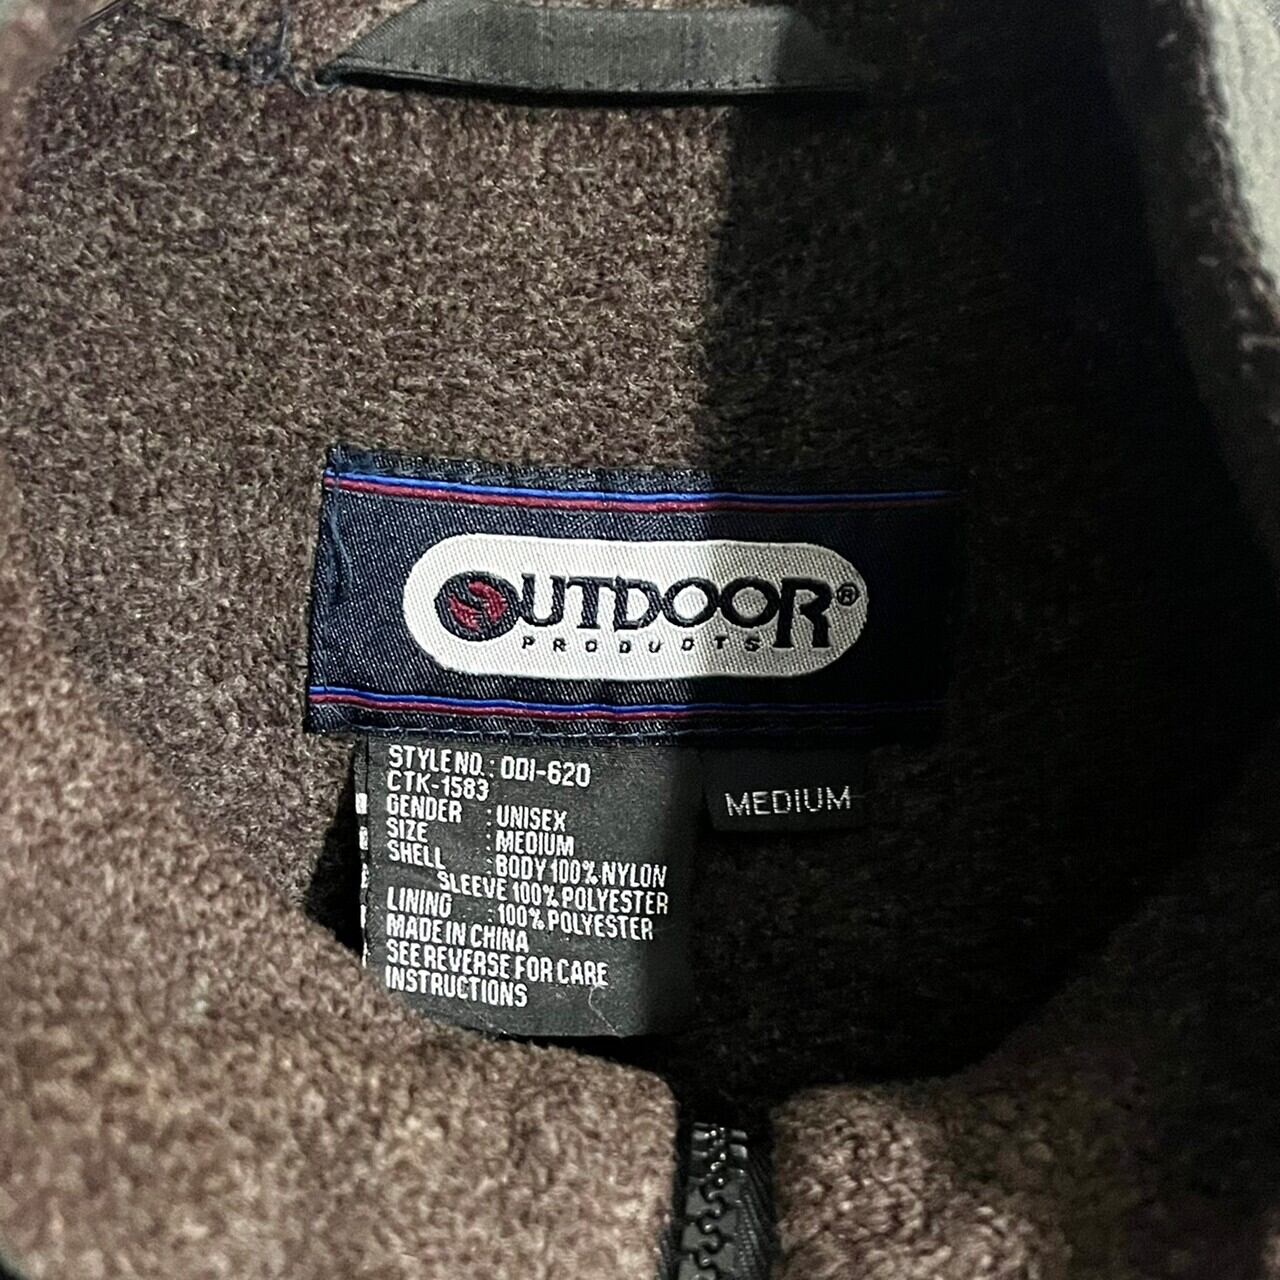 OUTDOOR®
PRODUCTS
STYLE NO. : ODI-620
CTK-1583
GENDER : UNISEX
SIZE : MEDIUM
SHELL : BODY 100% NYLON
SLEEVE 100% POLYESTER
LINING : 100% POLYESTER
MADE IN CHINA
SEE REVERSE FOR CARE
INSTRUCTIONS
MEDIUM